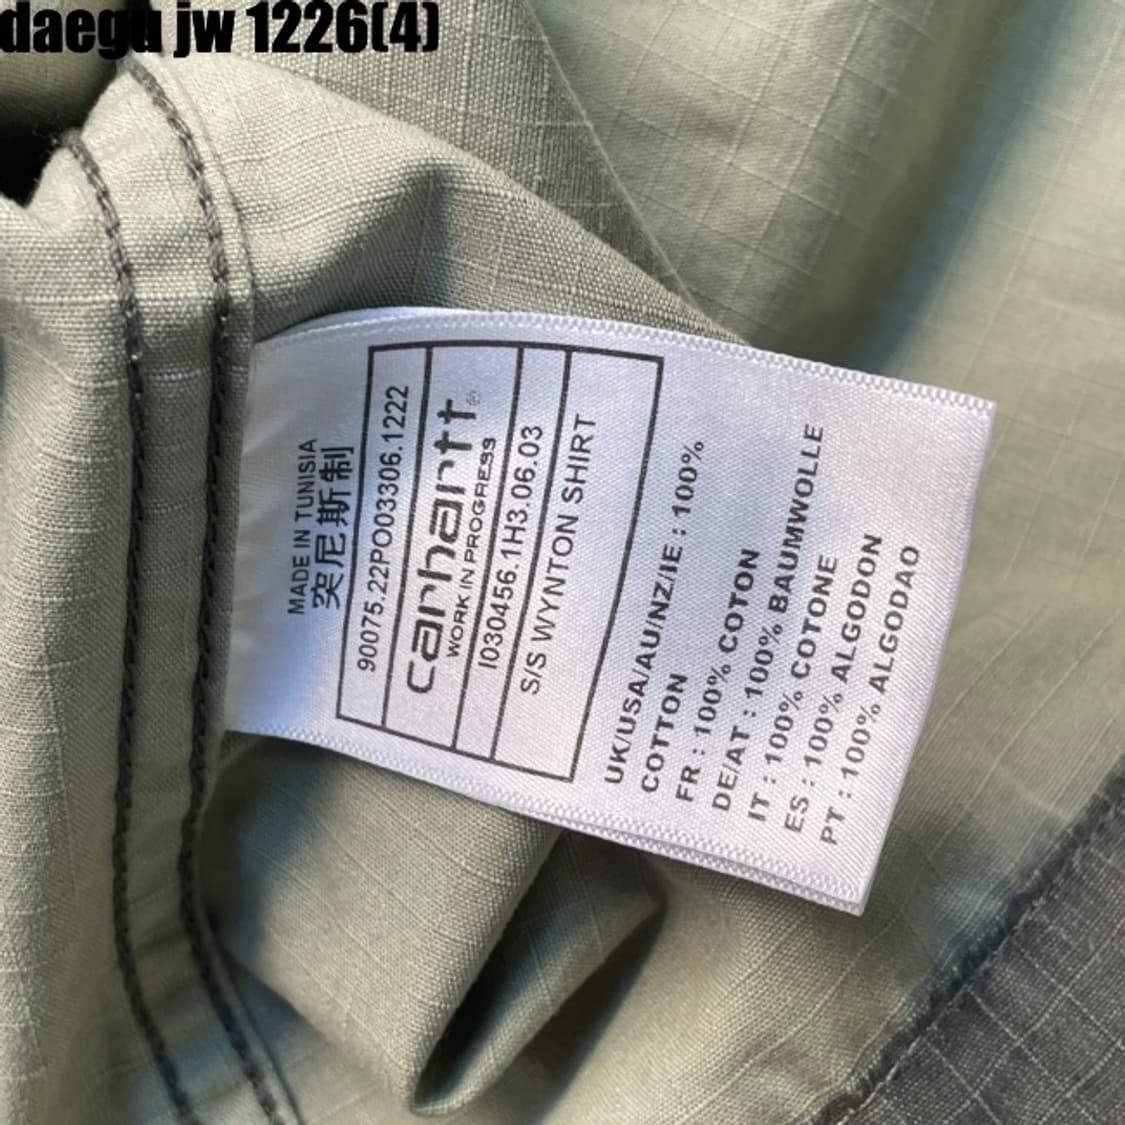 daegu jw 1226(4)
MADE IN TUNISIA
突尼斯制
90075.22PO03306.1222
carhartt®
WORK IN PROGRESS
I030456.1H3.06.03
S/S WYNTON SHIRT
UK/USA/AU/NZ/IE : 100%
COTTON
FR : 100% COTON
DE/AT : 100% BAUMWOLLE
IT : 100% COTONE
ES : 100% ALGODON
PT : 100% ALGODAO